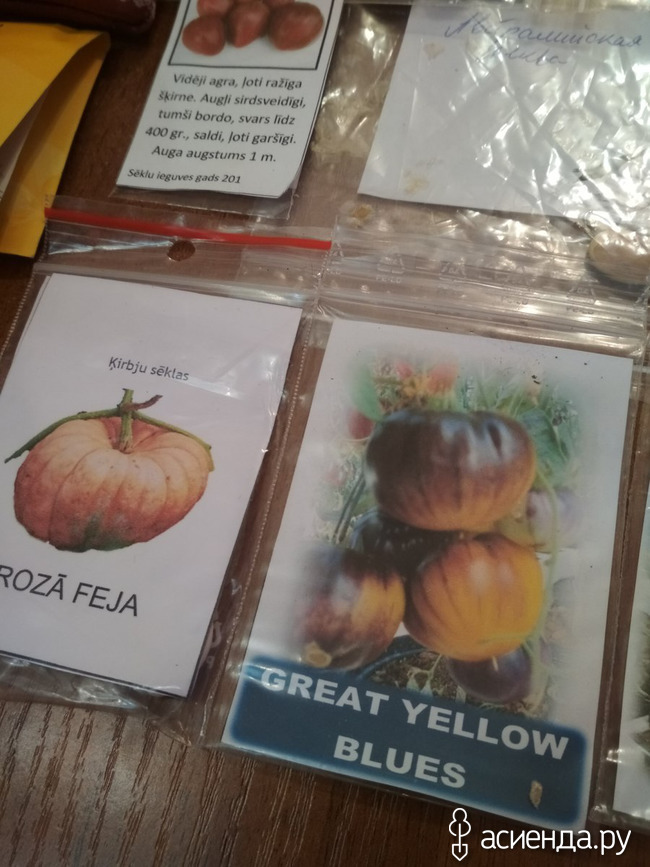 Vidēji agra, ļoti ražīga
šķirne. Augļi sirdsveidīgi,
tumši bordo, svars līdz
400 gr., saldi, ļoti garšīgi.
Auga augstums 1 m.
Sēklu ieguves gads 201
Ķirbju sēklas
ROZĀ FEJA
GREAT YELLOW
BLUES
асиенда.ру